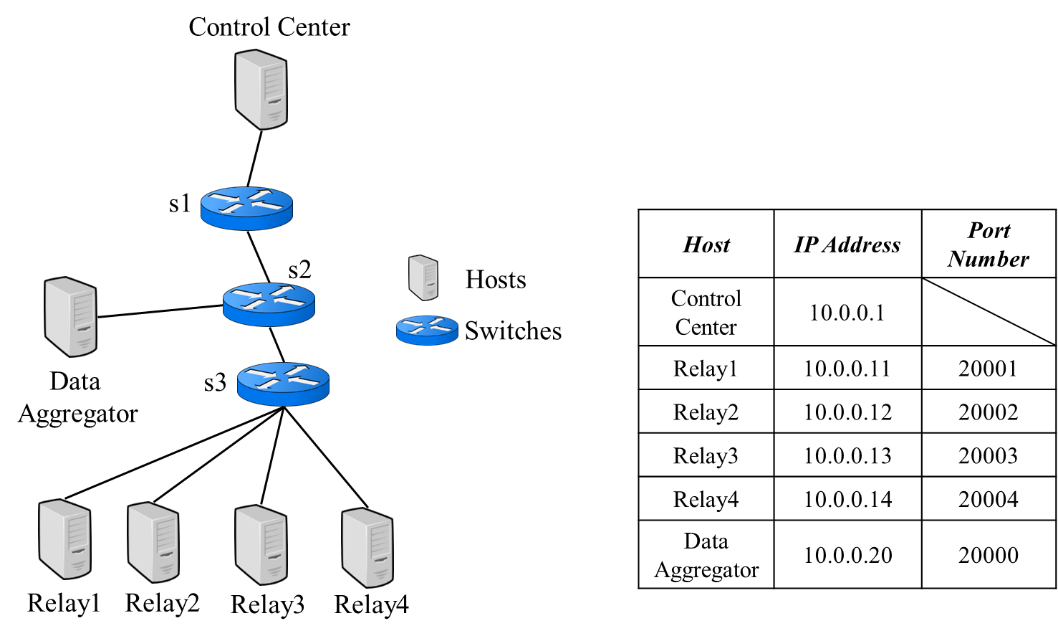 Control Center
s1
s2
Hosts
Switches
Data
Aggregator
s3
Relay1 Relay2 Relay3 Relay4
Host IP Address Port
Number
Control
Center 10.0.0.1
Relay1 10.0.0.11 20001
Relay2 10.0.0.12 20002
Relay3 10.0.0.13 20003
Relay4 10.0.0.14 20004
Data
Aggregator 10.0.0.20 20000